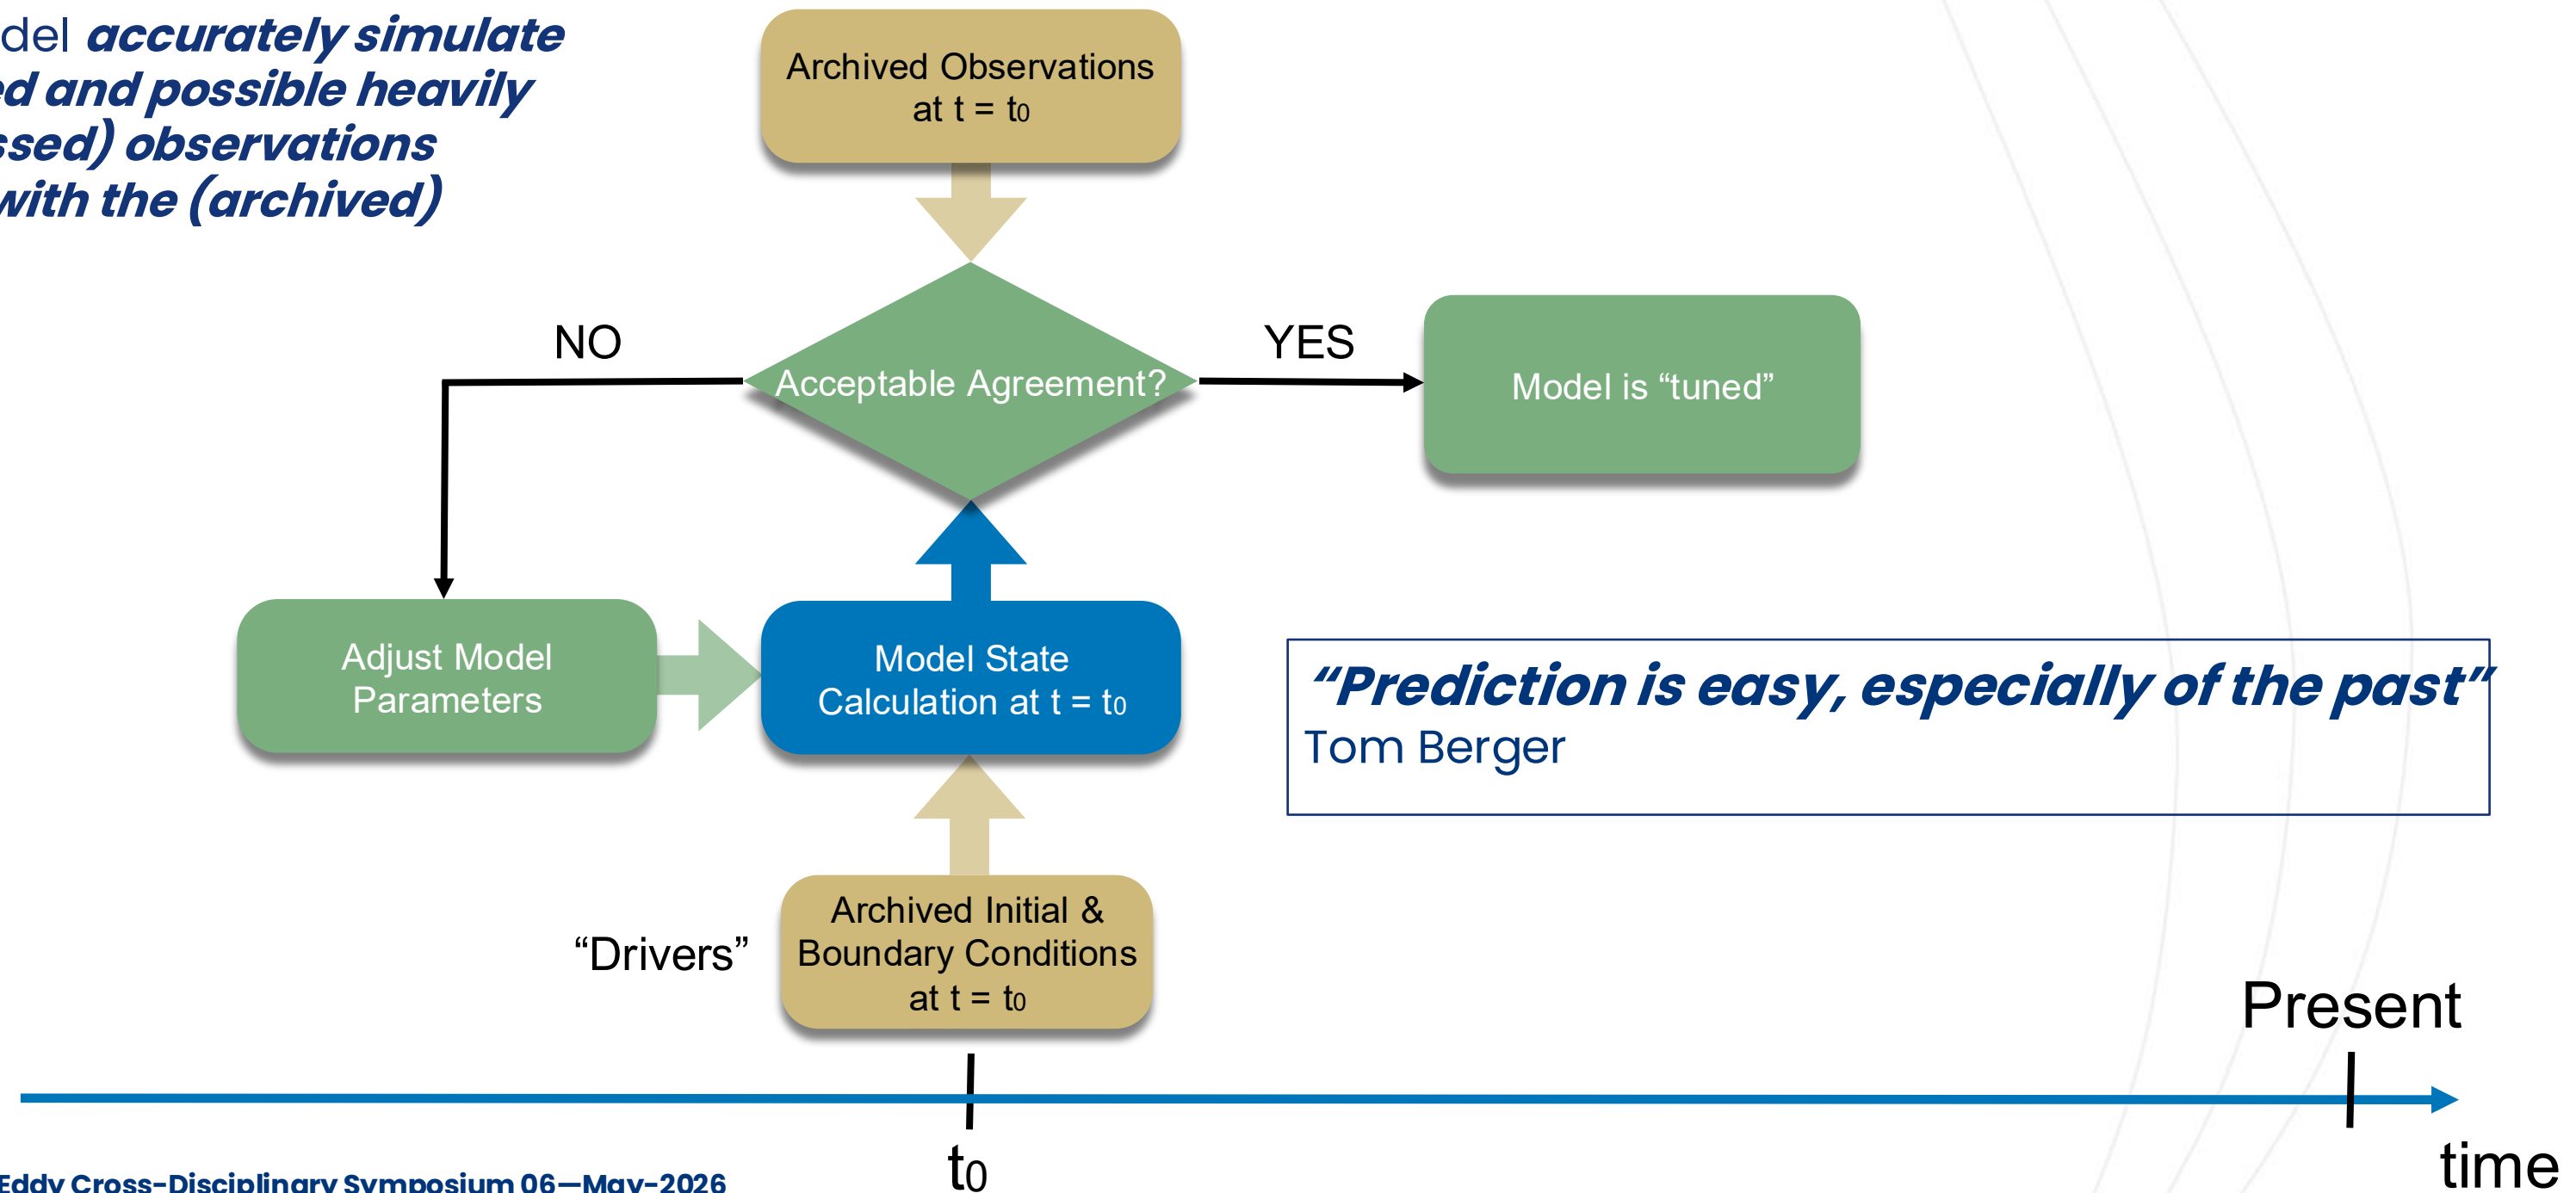 del accurately simulate
ed and possible heavily
ssed) observations
with the (archived)
Archived Observations
at t = t0
NO
Acceptable Agreement?
YES
Model is “tuned”
Adjust Model
Parameters
Model State
Calculation at t = t0
“Prediction is easy, especially of the past”
Tom Berger
“Drivers”
Archived Initial &
Boundary Conditions
at t = t0
Present
t0
time
Eddy Cross-Disciplinary Symposium 06—May-2026